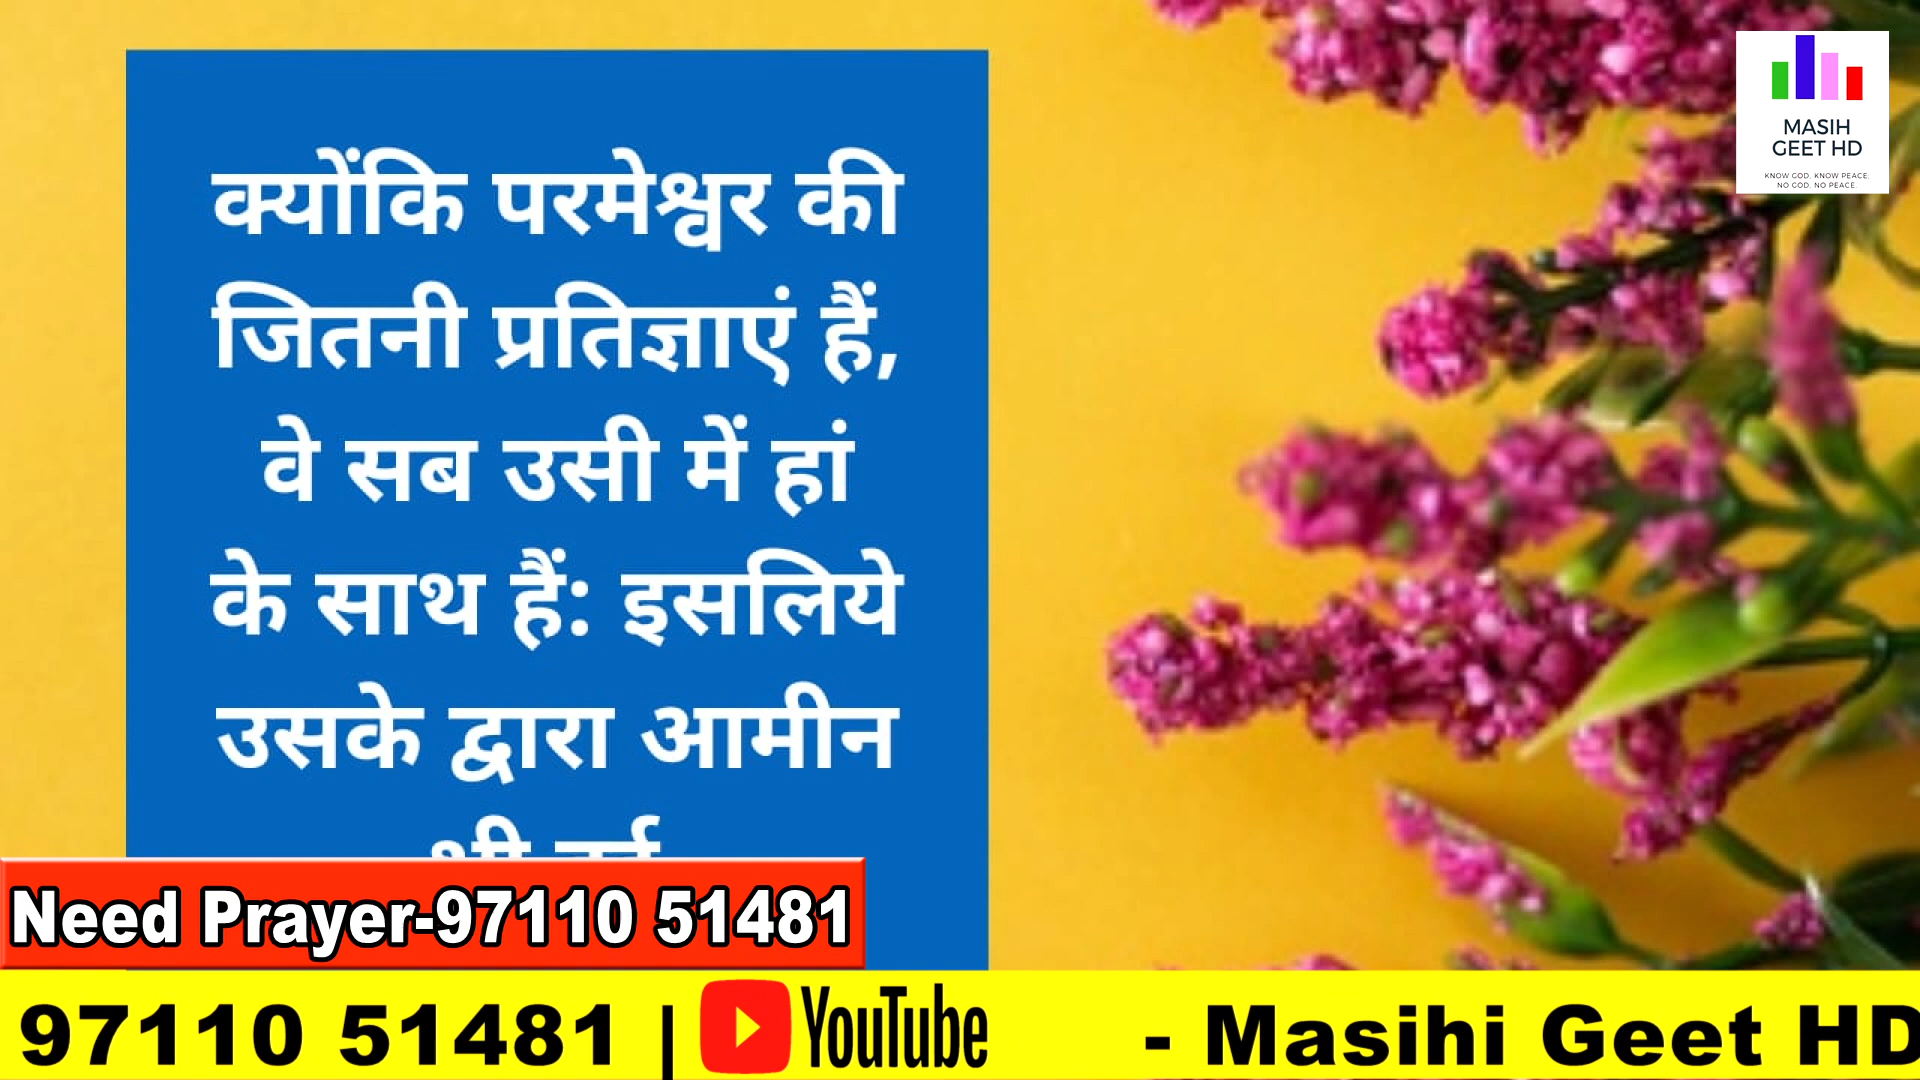 क्योंकि परमेश्वर की
जितनी प्रतिज्ञाएं हैं,
वे सब उसी में हां
के साथ हैं: इसलिये
उसके द्वारा आमीन
MASIH
GEET HD
KNOW GOD. KNOW PEACE.
NO GOD. NO PEACE.
Need Prayer-97110 51481
97110 51481 | YouTube - Masihi Geet HD